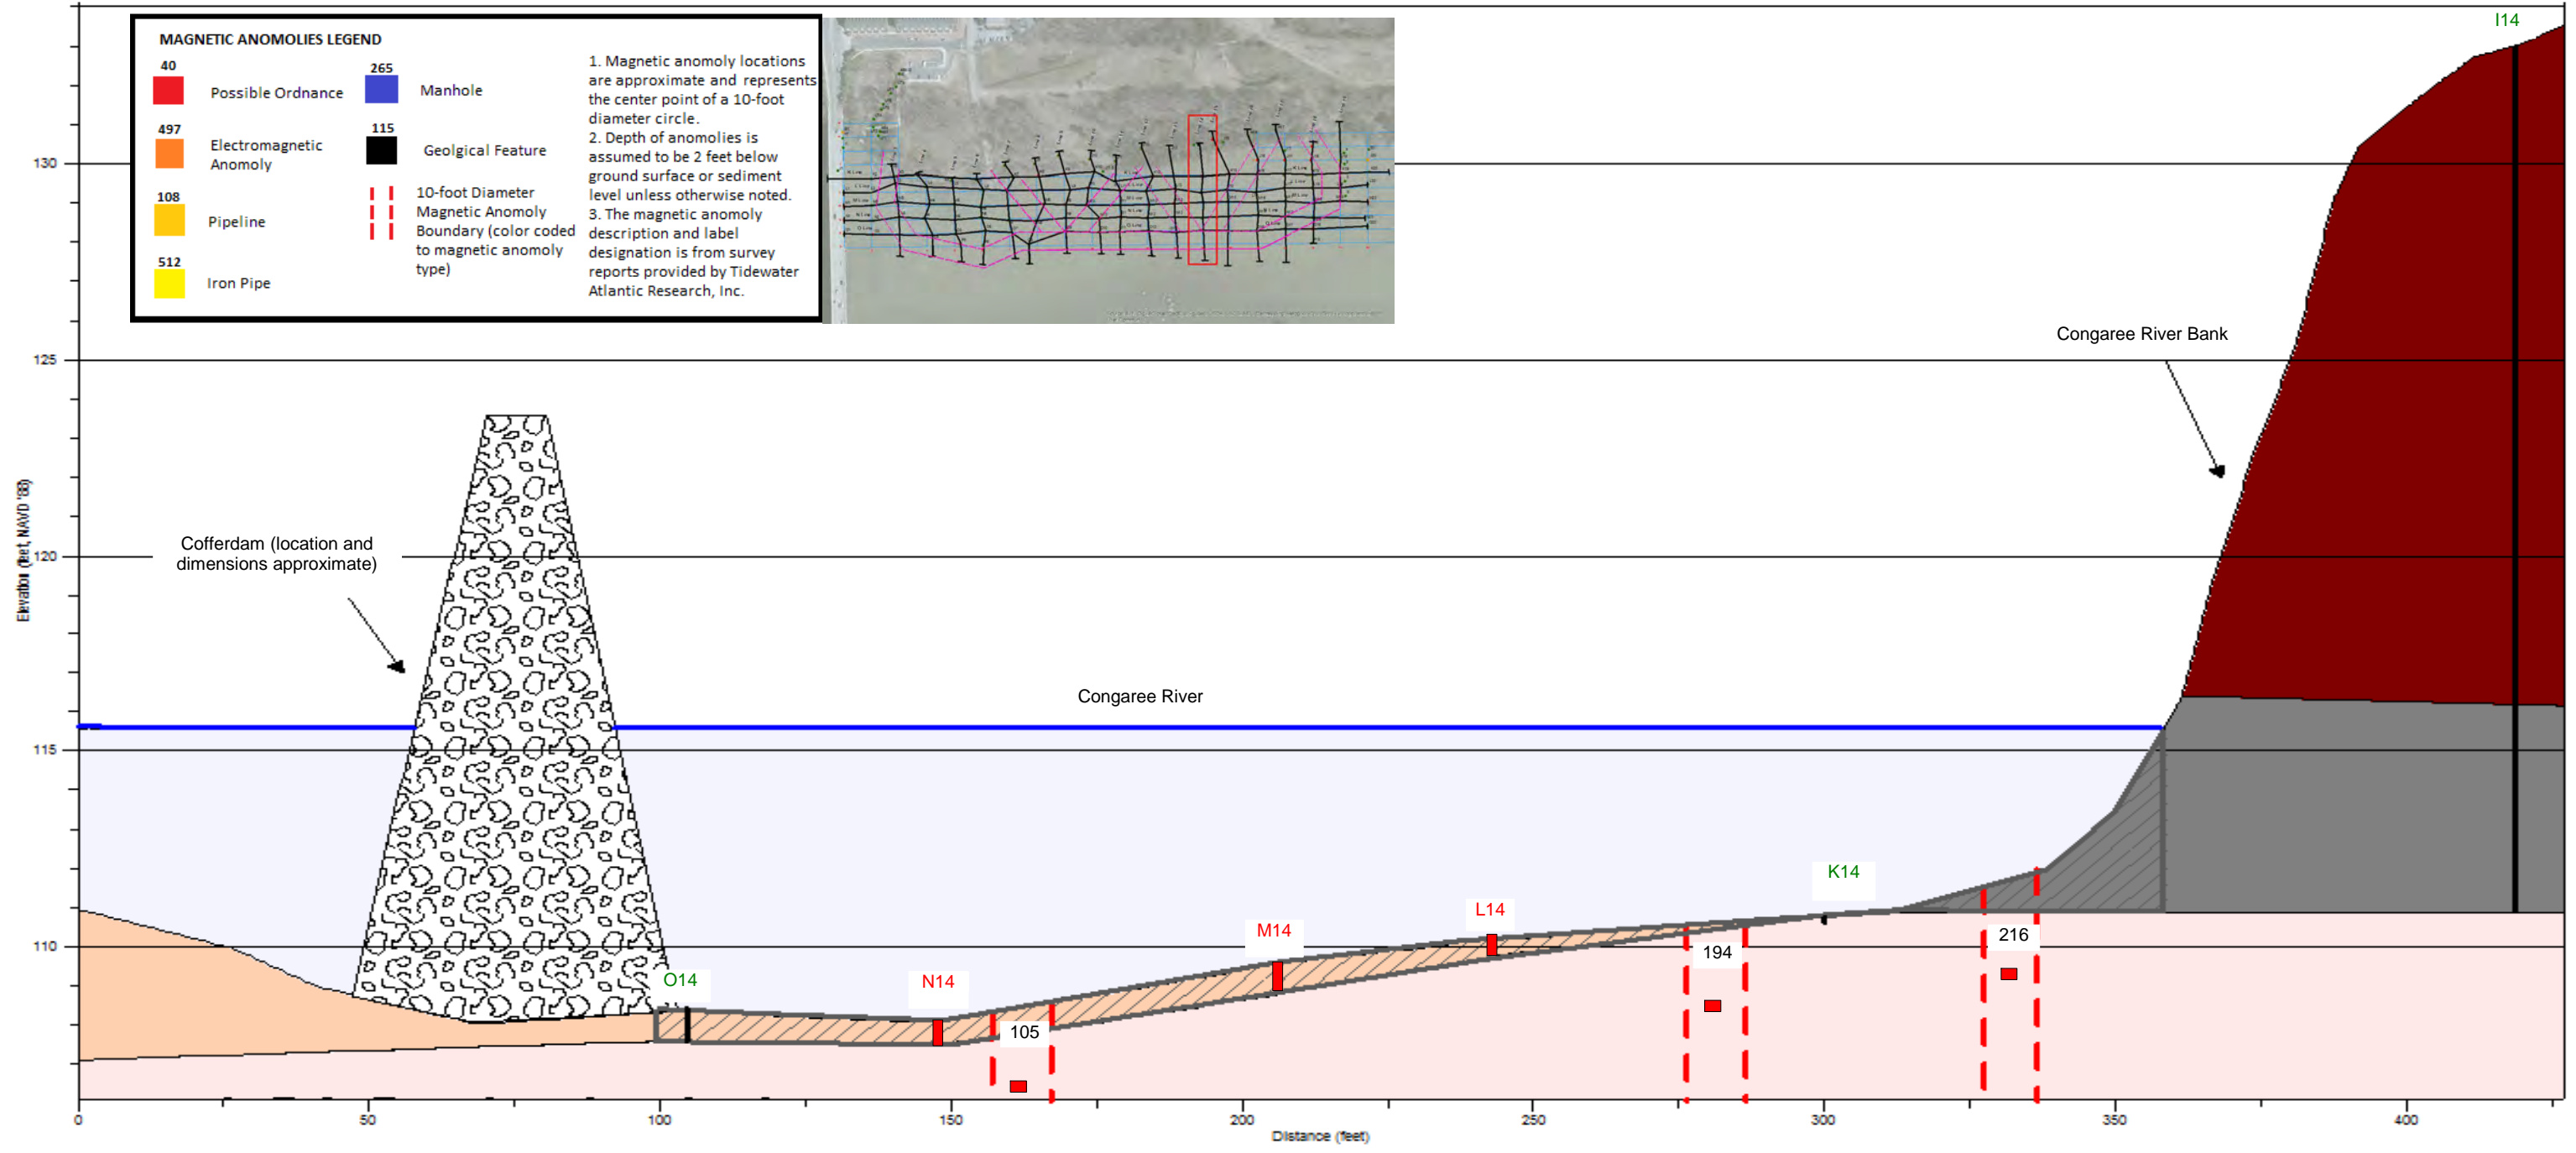 I14
MAGNETIC ANOMALIES LEGEND
40
Possible Ordnance
265
Manhole
497
Electromagnetic
Anomoly
115
Geolgical Feature
108
Pipeline
10-foot Diameter
Magnetic Anomoly
Boundary (color coded
to magnetic anomoly
type)
512
Iron Pipe
1. Magnetic anomoly locations
are approximate and represents
the center point of a 10-foot
diameter circle.
2. Depth of anomolies is
assumed to be 2 feet below
ground surface or sediment
level unless otherwise noted.
3. The magnetic anomoly
description and label
designation is from survey
reports provided by Tidewater
Atlantic Research, Inc.
130
125
120
115
110
Elevation (feet, NAVD '88)
Congaree River Bank
Cofferdam (location and
dimensions approximate)
Congaree River
K14
L14
M14
216
194
O14
N14
105
0
50
100
150
200
250
300
350
400
Distance (feet)